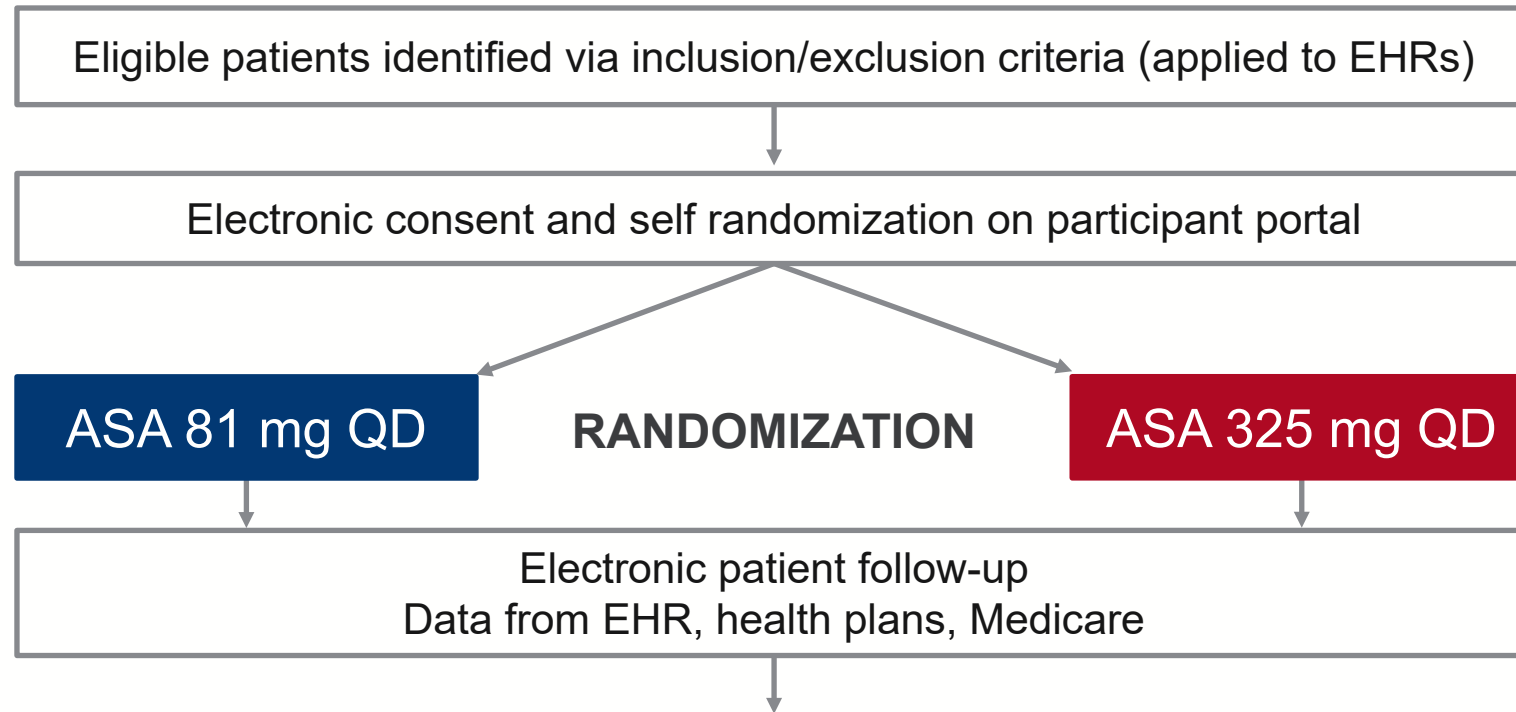 Eligible patients identified via inclusion/exclusion criteria (applied to EHRs)
Electronic consent and self randomization on participant portal
ASA 81 mg QD
RANDOMIZATION
ASA 325 mg QD
Electronic patient follow-up
Data from EHR, health plans, Medicare